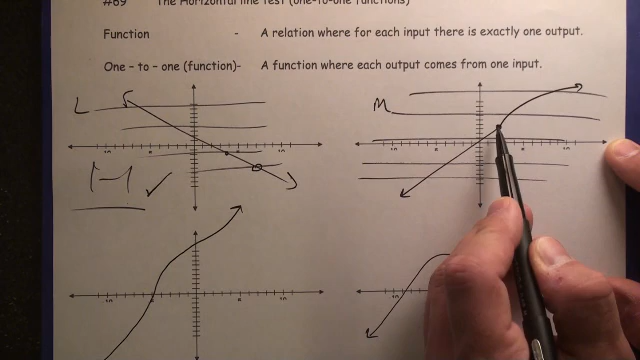 #69 The Horizontal line Test (one-to-one functions)
Function - A relation where for each input there is exactly one output.
One – to – one (function)- A function where each output comes from one input.
L
M
1-1 ✓